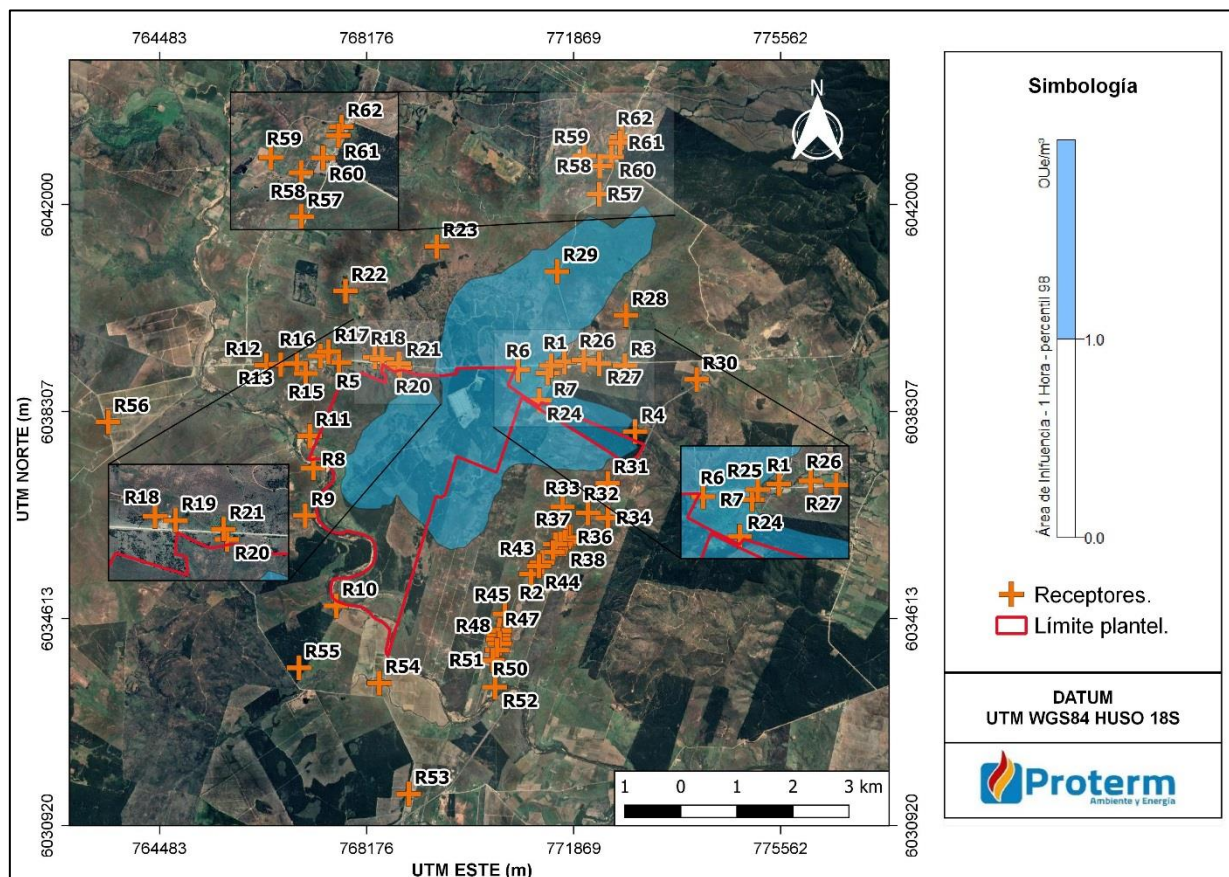 764483 768176 771869 775562
6042000
6038307
6034613
6030920
UTM NORTE (m)
R62
R59
R61
R58
R60
R57
R62
R59
R61
R58
R60
R57
N
R23
R29
R22
R28
R12
R16
R17
R18
R21
R6
R1
R26
R3
R30
R13
R15
R5
R20
R7
R27
R24
R56
R11
R4
R8
R31
R9
R33
R32
R34
R37
R36
R43
R38
R44
R2
R10
R45
R47
R48
R51
R50
R55
R54
R52
R53
R18
R19
R21
R20
R6
R25
R1
R26
R7
R27
R24
1 0 1 2 3 km
6042000
6038307
6034613
6030920
764483 768176 771869 775562
UTM ESTE (m)
Simbología
OUe/m³
Área de Influencia - 1 Hora - percentil 98
1.0
0.0
Receptores.
Límite plantel.
DATUM
UTM WGS84 HUSO 18S
Proterm
Ambiente y Energía